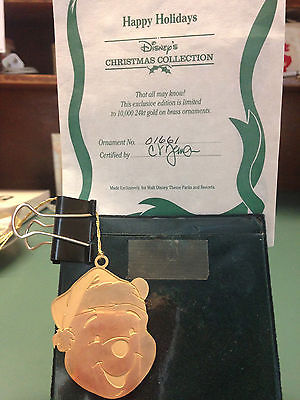 Happy Holidays
Disney's
CHRISTMAS COLLECTION
That all may know!
This exclusive edition is limited
to 10,000 24kt gold on brass ornaments.
Ornament No. 01661
Certified by
Made Exclusively for Walt Disney Theme Parks and Resorts.